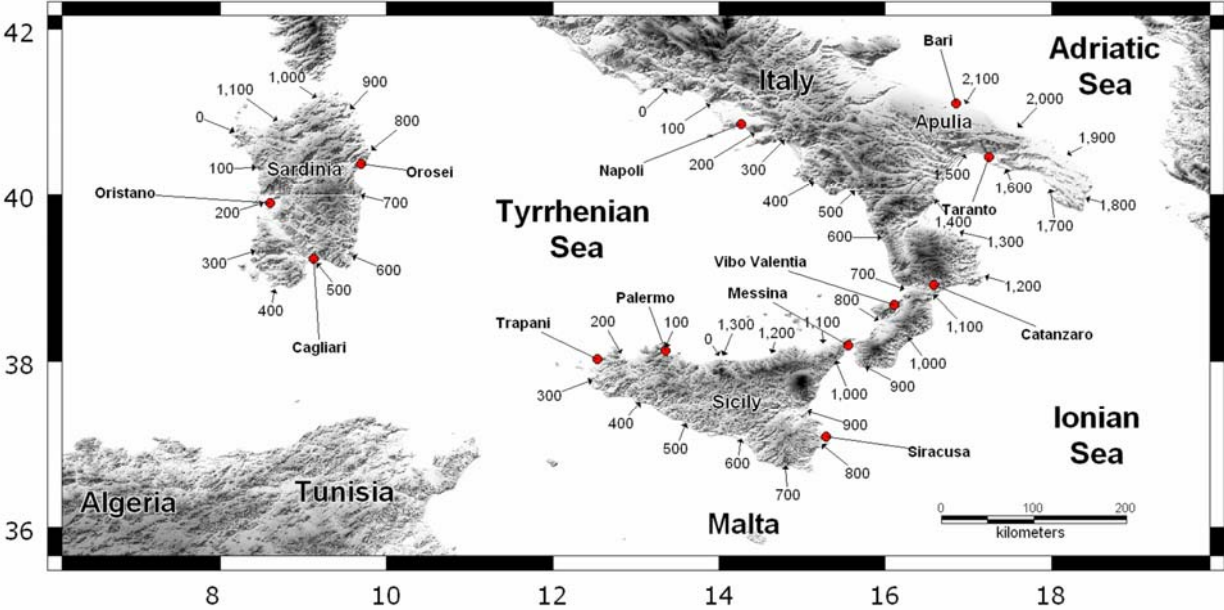 42
Bari
Adriatic
Sea
Italy
2,100
1,000
900
1,100
0
0
100
Apulia
2,000
800
1,900
Sardinia
100
Napoli
200
300
1,500
Orosei
Oristano
1,600
40
200
700
Tyrrhenian
Sea
400
500
Taranto
1,400
1,700
1,800
600
1,300
300
600
Vibo Valentia
700
1,200
500
400
Messina
800
Palermo
Trapani
200
100
0
1,300
1,200
1,100
1,100
Catanzaro
Cagliari
1,000
38
300
1,000
900
Sicily
400
900
Ionian
Sea
500
600
800
Siracusa
700
Algeria
Tunisia
Malta
0
100
200
kilometers
36
8
10
12
14
16
18